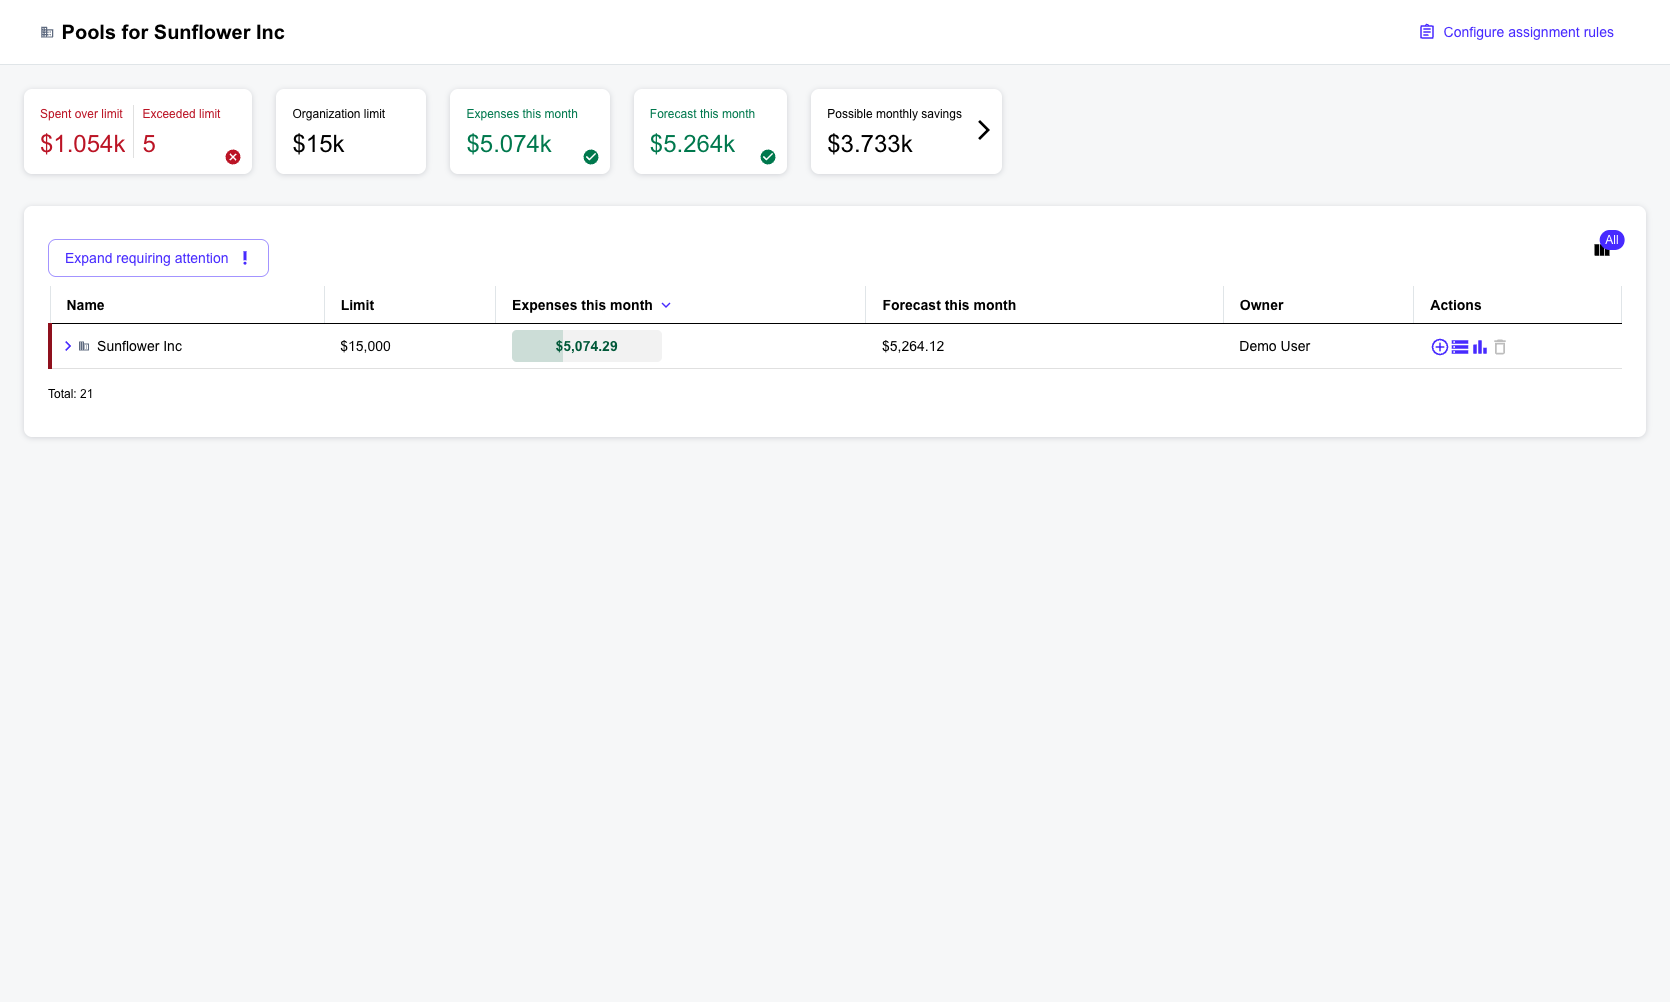 Pools for Sunflower Inc
Configure assignment rules
Spent over limit
$1.054k
Exceeded limit
5
Organization limit
$15k
Expenses this month
$5.074k
Forecast this month
$5.264k
Possible monthly savings
$3.733k
Expand requiring attention
All
Name Limit Expenses this month Forecast this month Owner Actions
Sunflower Inc $15,000 $5,074.29 $5,264.12 Demo User
Total: 21